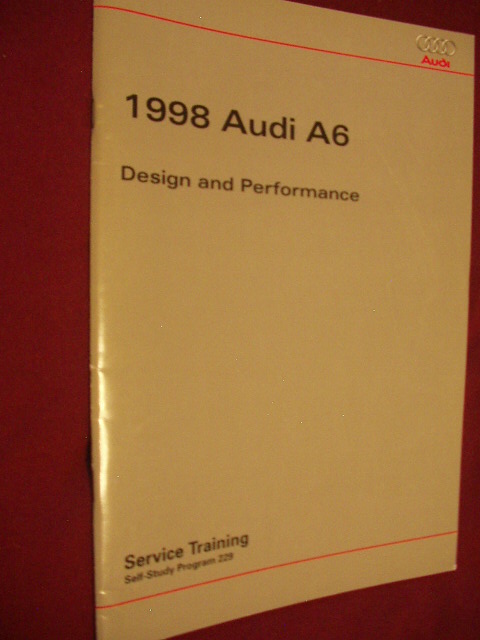 Audi
1998 Audi A6
Design and Performance
Service Training
Self-Study Program 229